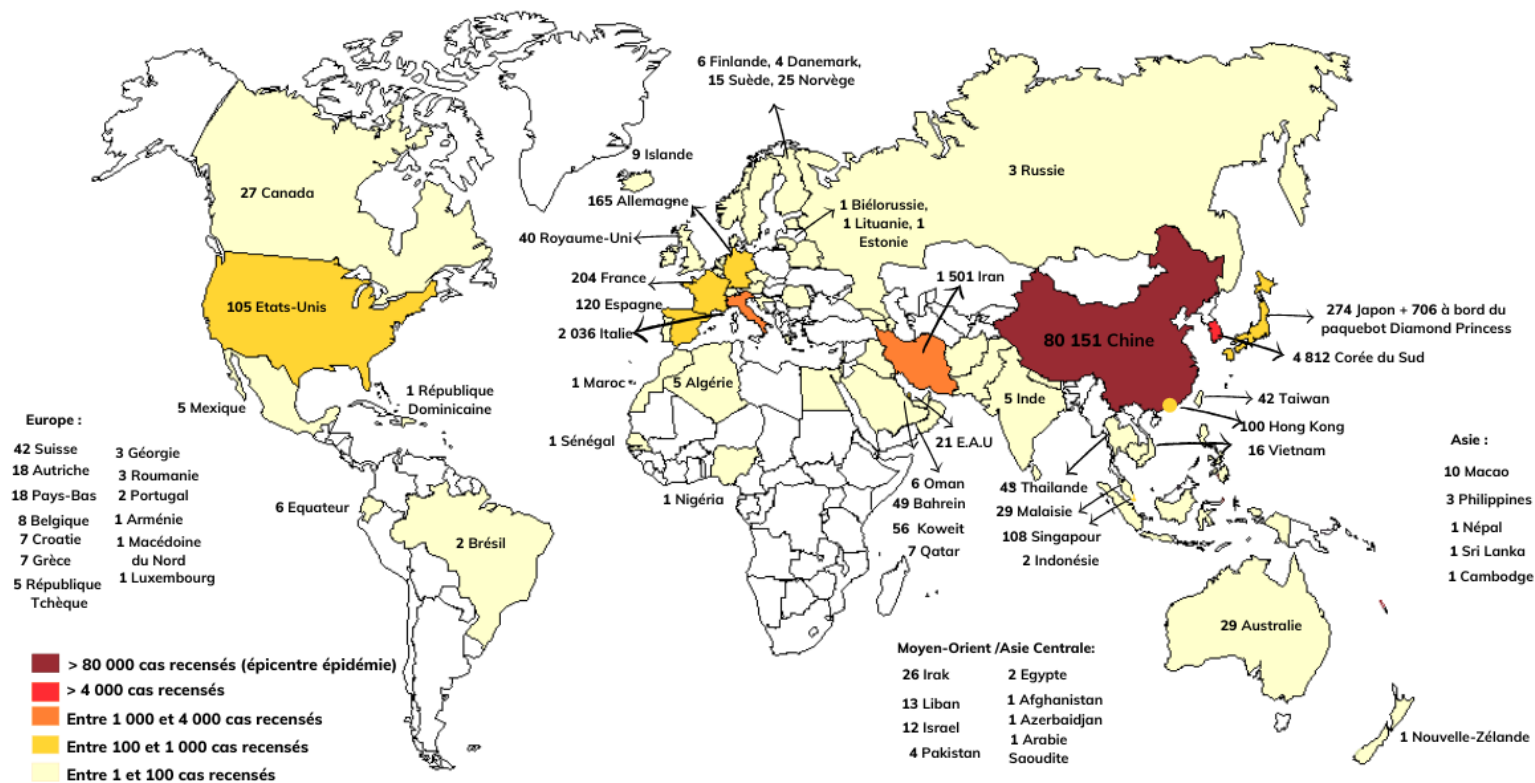 6 Finlande, 4 Danemark,
15 Suède, 25 Norvège
9 Islande
3 Russie
27 Canada
165 Allemagne
1 Biélorussie,
1 Lituanie, 1
Estonie
40 Royaume-Uni
204 France
1 501 Iran
105 Etats-Unis
120 Espagne
274 Japon + 706 à bord du
paquebot Diamond Princess
2 036 Italie
80 151 Chine
4 812 Corée du Sud
1 Maroc
5 Algérie
1 République
Dominicaine
5 Mexique
5 Inde
42 Taiwan
100 Hong Kong
16 Vietnam
1 Sénégal
21 E.A.U
6 Oman
49 Bahrein
56 Koweit
7 Qatar
43 Thailande
29 Malaisie
108 Singapour
2 Indonésie
1 Nigéria
6 Equateur
2 Brésil
29 Australie
1 Nouvelle-Zélande
Europe :
42 Suisse
18 Autriche
18 Pays-Bas
8 Belgique
7 Croatie
7 Grèce
5 République
Tchèque
3 Géorgie
3 Roumanie
2 Portugal
1 Arménie
1 Macédoine
du Nord
1 Luxembourg
Asie :
10 Macao
3 Philippines
1 Népal
1 Sri Lanka
1 Cambodge
Moyen-Orient /Asie Centrale:
26 Irak
13 Liban
12 Israel
4 Pakistan
2 Egypte
1 Afghanistan
1 Azerbaidjan
1 Arabie
Saoudite
> 80 000 cas recensés (épicentre épidémie)
> 4 000 cas recensés
Entre 1 000 et 4 000 cas recensés
Entre 100 et 1 000 cas recensés
Entre 1 et 100 cas recensés